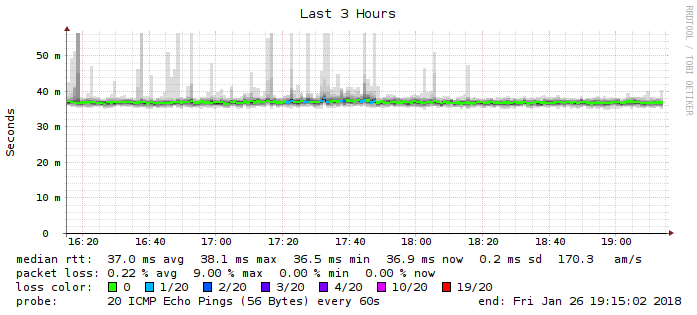 Last 3 Hours
RRDTOOL / TOBI OETIKER
Seconds
50 m
40 m
30 m
20 m
10 m
0
16:20 16:40 17:00 17:20 17:40 18:00 18:20 18:40 19:00
median rtt: 37.0 ms avg 38.1 ms max 36.5 ms min 36.9 ms now 0.2 ms sd 170.3 am/s
packet loss: 0.22 % avg 9.00 % max 0.00 % min 0.00 % now
loss color: 0 1/20 2/20 3/20 4/20 10/20 19/20
probe: 20 ICMP Echo Pings (56 Bytes) every 60s end: Fri Jan 26 19:15:02 2018